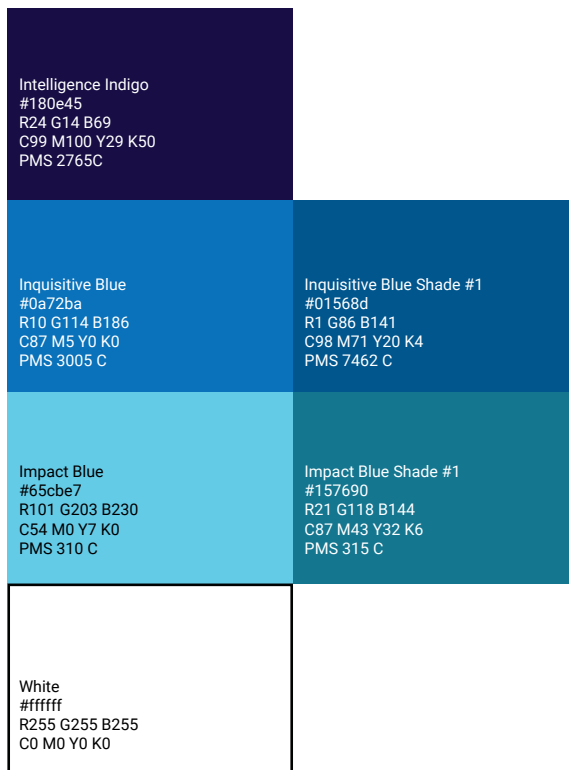 Intelligence Indigo
#180e45
R24 G14 B69
C99 M100 Y29 K50
PMS 2765C
Inquisitive Blue
#0a72ba
R10 G114 B186
C87 M5 Y0 K0
PMS 3005 C
Inquisitive Blue Shade #1
#01568d
R1 G86 B141
C98 M71 Y20 K4
PMS 7462 C
Impact Blue
#65cbe7
R101 G203 B230
C54 M0 Y7 K0
PMS 310 C
Impact Blue Shade #1
#157690
R21 G118 B144
C87 M43 Y32 K6
PMS 315 C
White
#ffffff
R255 G255 B255
C0 M0 Y0 K0